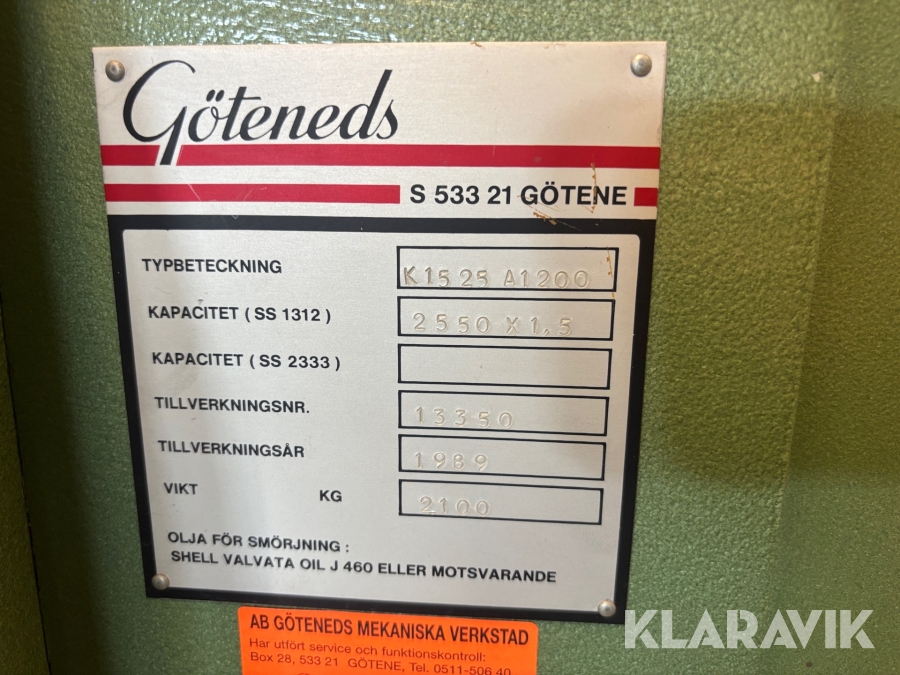 Göteneds
S 533 21 GÖTENE
TYPBETECKNING K1525 A1200
KAPACITET ( SS 1312 ) 2550 X 1,5
KAPACITET ( SS 2333 )
TILLVERKNINGSNR. 13350
TILLVERKNINGSÅR 1989
VIKT KG 2100
OLJA FÖR SMÖRJNING :
SHELL VALVATA OIL J 460 ELLER MOTSVARANDE
AB GÖTENEDS MEKANISKA VERKSTAD
Har utfört service och funktionskontroll:
Box 28, 533 21 GÖTENE, Tel. 0511-506 40
KLARAVIK